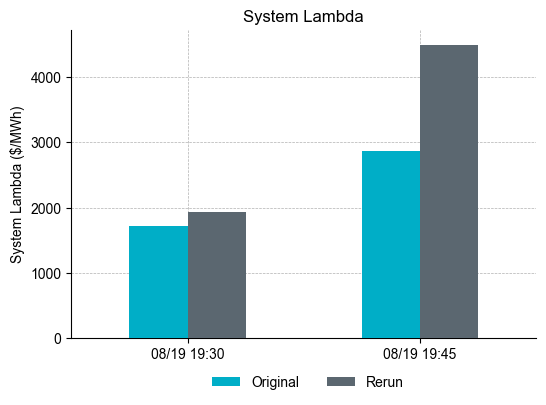 System Lambda
System Lambda ($/MWh)
4000
3000
2000
1000
0
08/19 19:30 08/19 19:45
Original Rerun